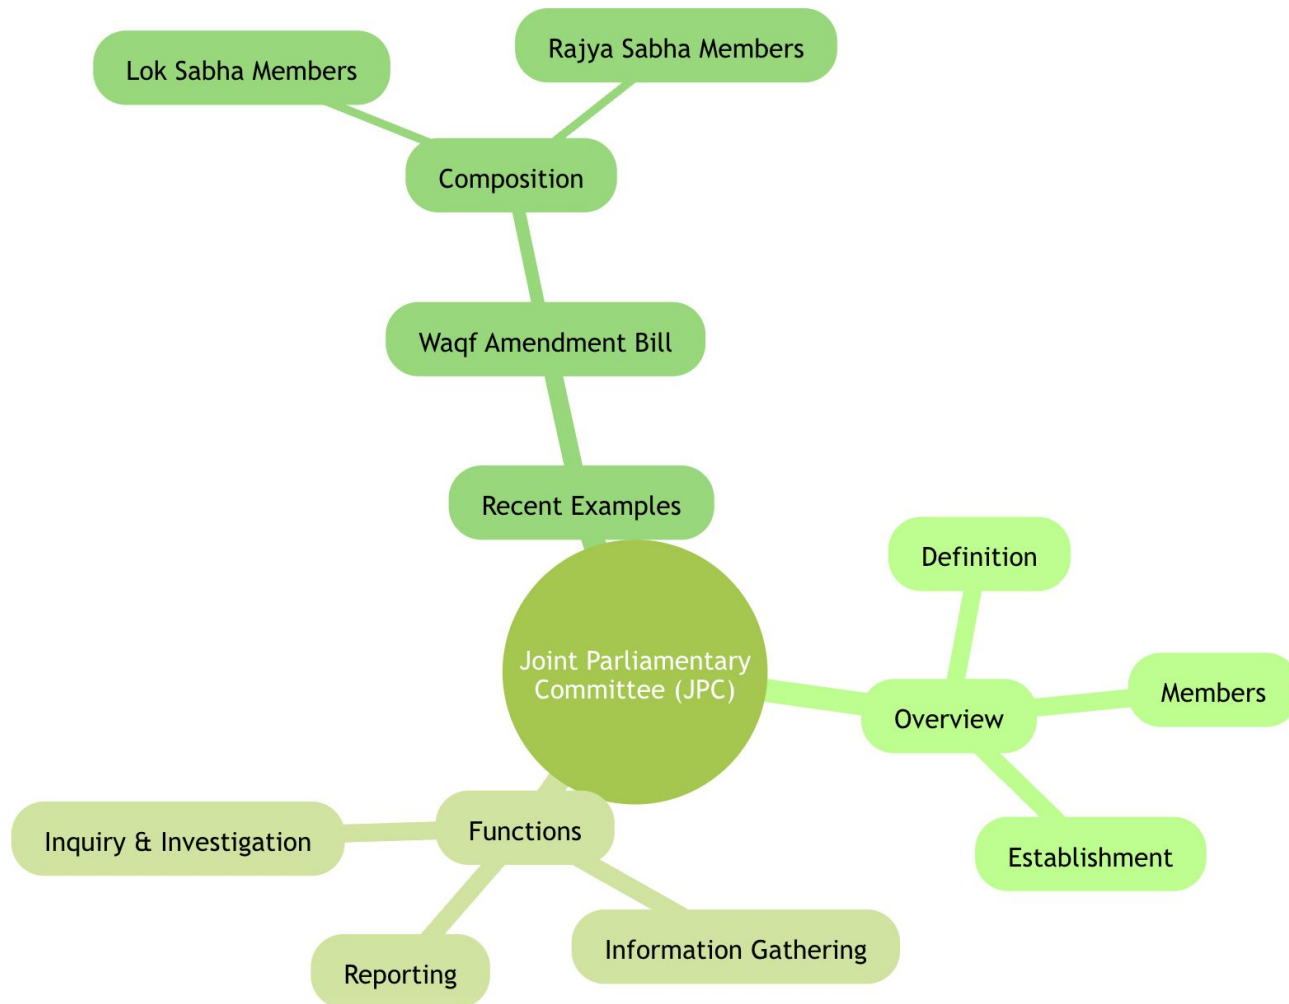 Rajya Sabha Members
Lok Sabha Members
Composition
Waqf Amendment Bill
Recent Examples
Definition
Joint Parliamentary
Committee (JPC)
Members
Overview
Functions
Inquiry & Investigation
Establishment
Information Gathering
Reporting